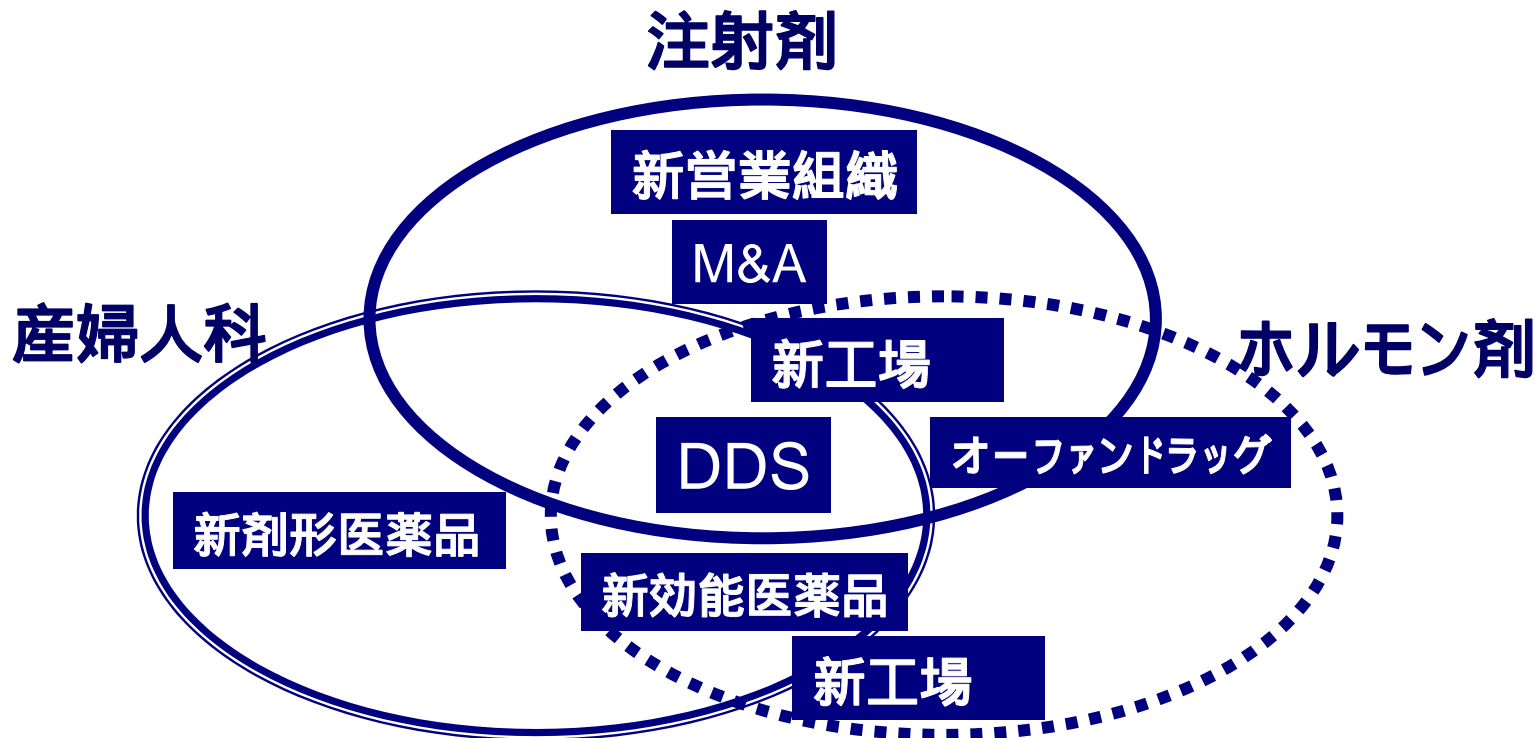 注射剤
新営業組織
M&A
産婦人科
ホルモン剤
新工場
DDS
オーファンドラッグ
新剤形医薬品
新効能医薬品
新工場